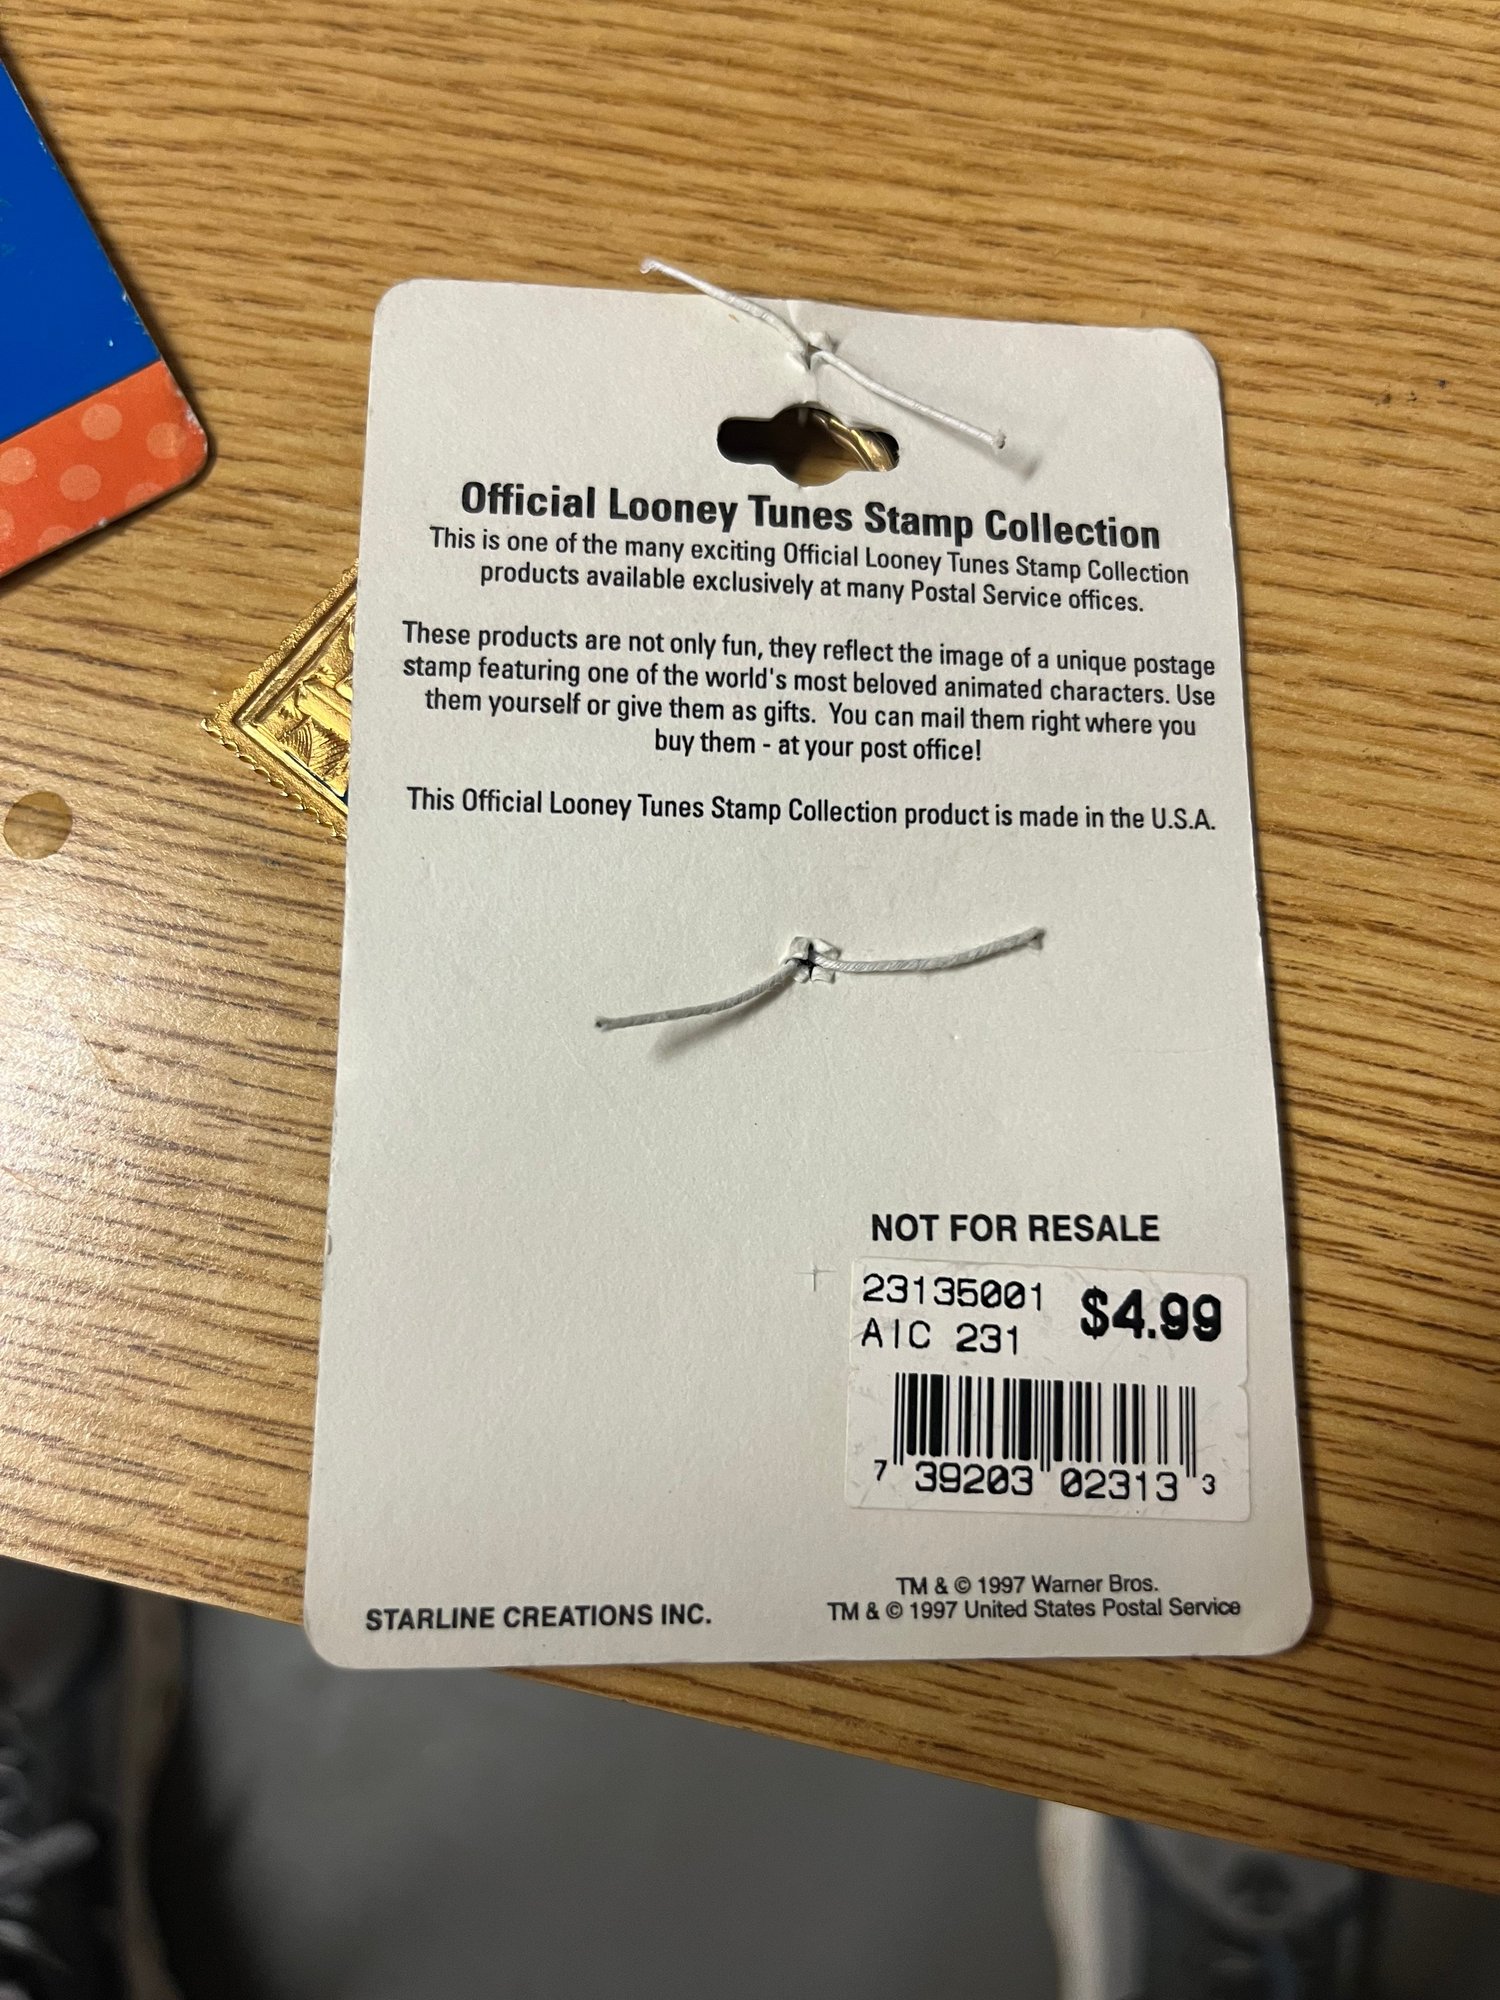 Official Looney Tunes Stamp Collection
This is one of the many exciting Official Looney Tunes Stamp Collection
products available exclusively at many Postal Service offices.
These products are not only fun, they reflect the image of a unique postage
stamp featuring one of the world's most beloved animated characters. Use
them yourself or give them as gifts. You can mail them right where you
buy them - at your post office!
This Official Looney Tunes Stamp Collection product is made in the U.S.A.
NOT FOR RESALE
23135001 $4.99
AIC 231
7 39203 02313 3
TM & © 1997 Warner Bros.
STARLINE CREATIONS INC. TM & © 1997 United States Postal Service